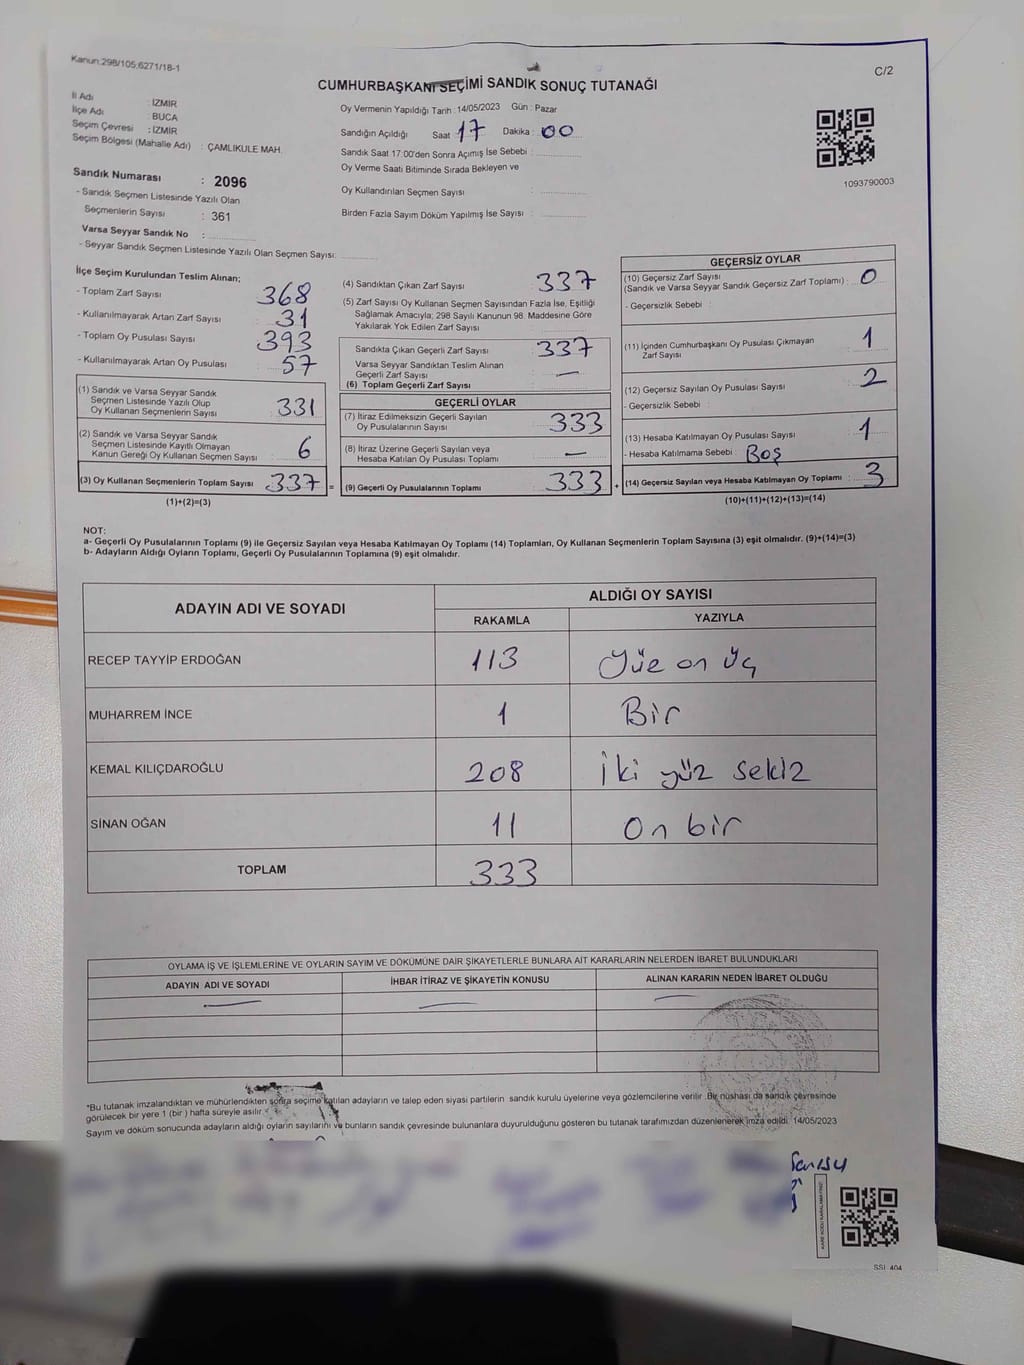 Kanun:298/105;6271/18-1
C/2
CUMHURBAŞKANI SEÇİMİ SANDIK SONUÇ TUTANAĞI
İl Adı : İZMİR
İlçe Adı : BUCA
Seçim Çevresi : İZMİR
Seçim Bölgesi (Mahalle Adı) : ÇAMLIKULE MAH.
Sandık Numarası : 2096
- Sandık Seçmen Listesinde Yazılı Olan
Seçmenlerin Sayısı : 361
Varsa Seyyar Sandık No :
- Seyyar Sandık Seçmen Listesinde Yazılı Olan Seçmen Sayısı:
Oy Vermenin Yapıldığı Tarih : 14/05/2023 Gün : Pazar
Sandığın Açıldığı Saat 17 Dakika : 00
Sandık Saat 17:00'den Sonra Açımış İse Sebebi :
Oy Verme Saati Bitiminde Sırada Bekleyen ve
Oy Kullandırılan Seçmen Sayısı :
Birden Fazla Sayım Döküm Yapılmış İse Sayısı :
1093790003
İlçe Seçim Kurulundan Teslim Alınan;
- Toplam Zarf Sayısı : 368
- Kullanılmayarak Artan Zarf Sayısı : 31
- Toplam Oy Pusulası Sayısı : 393
- Kullanılmayarak Artan Oy Pusulası : 57
(1) Sandık ve Varsa Seyyar Sandık
Seçmen Listesinde Yazılı Olup
Oy Kullanan Seçmenlerin Sayısı : 331
(2) Sandık ve Varsa Seyyar Sandık
Seçmen Listesinde Kayıtlı Olmayan
Kanun Gereği Oy Kullanan Seçmen Sayısı : 6
(3) Oy Kullanan Seçmenlerin Toplam Sayısı : 337 =
(1)+(2)=(3)
(4) Sandıktan Çıkan Zarf Sayısı : 337
(5) Zarf Sayısı Oy Kullanan Seçmen Sayısından Fazla İse, Eşitliği
Sağlamak Amacıyla; 298 Sayılı Kanunun 98. Maddesine Göre
Yakılarak Yok Edilen Zarf Sayısı :
Sandıkta Çıkan Geçerli Zarf Sayısı : 337
Varsa Seyyar Sandıktan Teslim Alınan
Geçerli Zarf Sayısı : —
(6) Toplam Geçerli Zarf Sayısı :
GEÇERLİ OYLAR
(7) İtiraz Edilmeksizin Geçerli Sayılan
Oy Pusulalarının Sayısı : 333
(8) İtiraz Üzerine Geçerli Sayılan veya
Hesaba Katılan Oy Pusulası Toplamı : —
(9) Geçerli Oy Pusulalarının Toplamı : 333 +
GEÇERSİZ OYLAR
(10) Geçersiz Zarf Sayısı
(Sandık ve Varsa Seyyar Sandık Geçersiz Zarf Toplamı) : 0
- Geçersizlik Sebebi :
(11) İçinden Cumhurbaşkanı Oy Pusulası Çıkmayan
Zarf Sayısı : 1
(12) Geçersiz Sayılan Oy Pusulası Sayısı : 2
- Geçersizlik Sebebi :
(13) Hesaba Katılmayan Oy Pusulası Sayısı : 1
- Hesaba Katılmama Sebebi : Boş
(14) Geçersiz Sayılan veya Hesaba Katılmayan Oy Toplamı : 3
(10)+(11)+(12)+(13)=(14)
NOT:
a- Geçerli Oy Pusulalarının Toplamı (9) ile Geçersiz Sayılan veya Hesaba Katılmayan Oy Toplamı (14) Toplamları, Oy Kullanan Seçmenlerin Toplam Sayısına (3) eşit olmalıdır. (9)+(14)=(3)
b- Adayların Aldığı Oyların Toplamı, Geçerli Oy Pusulalarının Toplamına (9) eşit olmalıdır.
ADAYIN ADI VE SOYADI ALDIĞI OY SAYISI
RAKAMLA YAZIYLA
RECEP TAYYİP ERDOĞAN 113 Yüz on üç
MUHARREM İNCE 1 Bir
KEMAL KILIÇDAROĞLU 208 İki yüz sekiz
SİNAN OĞAN 11 On bir
TOPLAM 333
OYLAMA İŞ VE İŞLEMLERİNE VE OYLARIN SAYIM VE DÖKÜMÜNE DAİR ŞİKAYETLERLE BUNLARA AİT KARARLARIN NELERDEN İBARET BULUNDUKLARI
ADAYIN ADI VE SOYADI İHBAR İTİRAZ VE ŞİKAYETİN KONUSU ALINAN KARARIN NEDEN İBARET OLDUĞU
— — —
*Bu tutanak imzalandıktan ve mühürlendikten sonra seçime katılan adayların ve talep eden siyasi partilerin sandık kurulu üyelerine veya gözlemcilerine verilir. Bir nüshası da sandık çevresinde
görülecek bir yere 1 (bir) hafta süreyle asılır.
Sayım ve döküm sonucunda adayların aldığı oyların sayılarını ve bunların sandık çevresinde bulunanlara duyurulduğunu gösteren bu tutanak tarafımızdan düzenlenerek imza edildi. 14/05/2023
KARE KODU KARALAMAYINIZ
SSI: 404